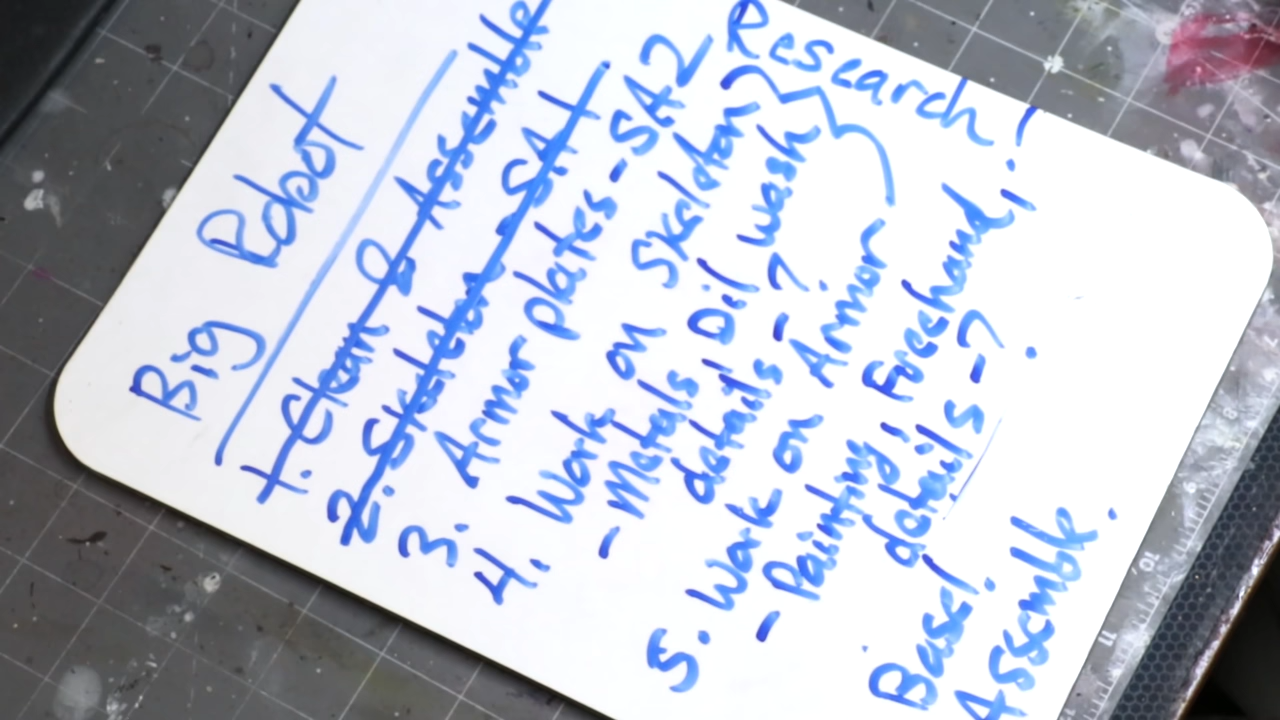 Big Robot
1. Clean & Assemble
2. Skeleton - SA1
3. Armor plates - SA2
4. Work on Skeleton
- Metals Oil wash
details - ?
Research!
5. Work on Armor
- Painting, Freehand,
details - ?
Base!
Assemble.